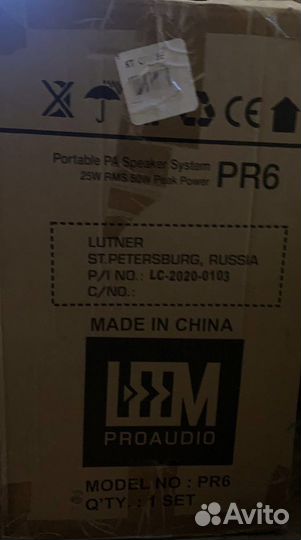 Portable PA Speaker System
25W RMS 50W Peak Power
PR6
LUTNER
ST.PETERSBURG, RUSSIA
P/I NO.: LC-2020-0103
C/NO.:
MADE IN CHINA
LTM
PROAUDIO
MODEL NO : PR6
Q'TY. : 1 SET
Avito